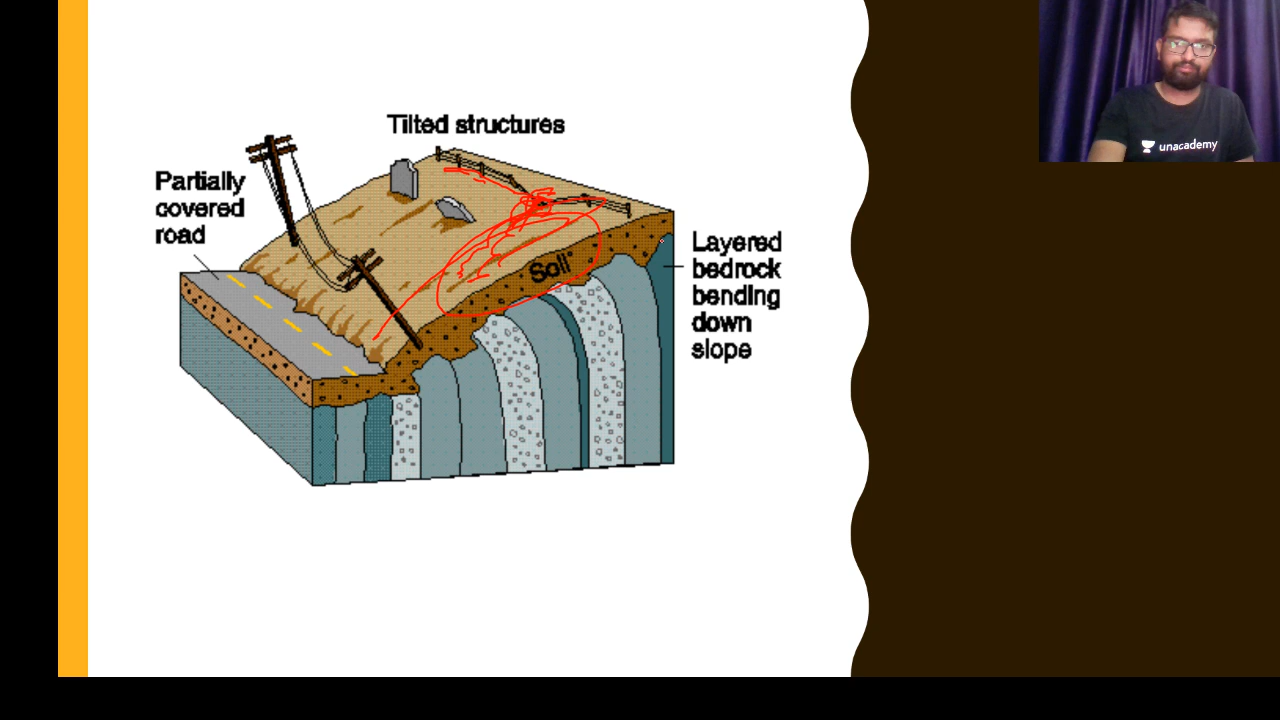 Tilted structures
Partially
covered
road
Soil
Layered
bedrock
bending
down
slope
unacademy